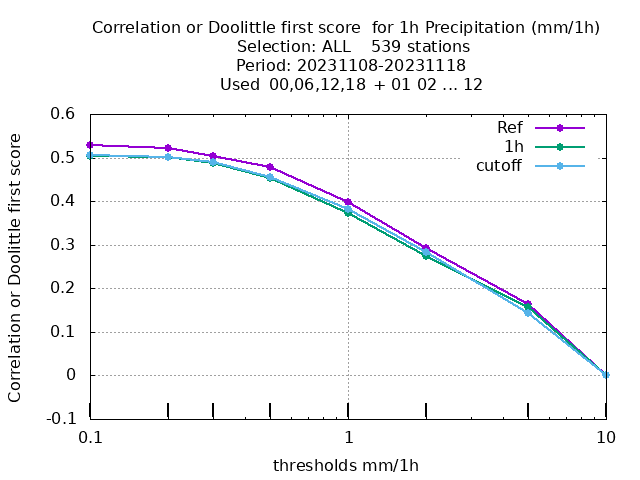 Correlation or Doolittle first score  for 1h Precipitation (mm/1h)
Selection: ALL    539 stations
Period: 20231108-20231118
Used  00,06,12,18  + 01 02 ... 12
Correlation or Doolittle first score
0.6
0.5
0.4
0.3
0.2
0.1
0
-0.1
Ref
1h
cutoff
0.1
1
10
thresholds mm/1h